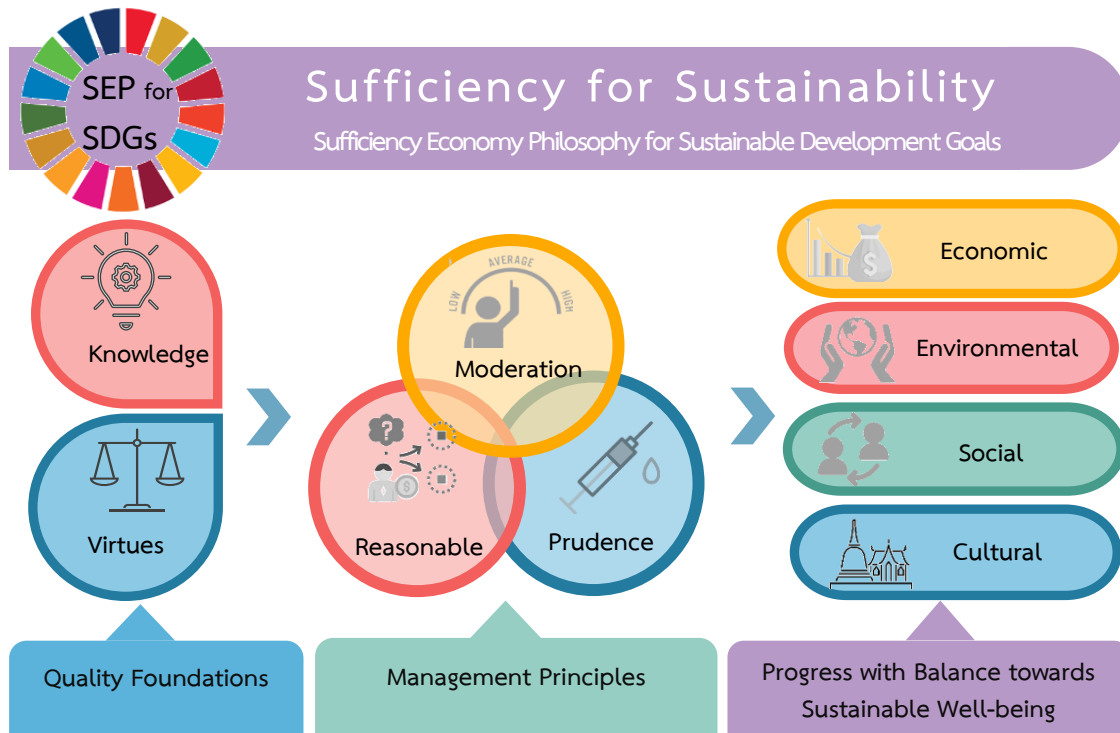 SEP for
SDGs
Sufficiency for Sustainability
Sufficiency Economy Philosophy for Sustainable Development Goals
Knowledge
Virtues
LOW
AVERAGE
HIGH
Moderation
?
$
Reasonable
Prudence
$
Economic
Environmental
Social
Cultural
Quality Foundations
Management Principles
Progress with Balance towards
Sustainable Well-being